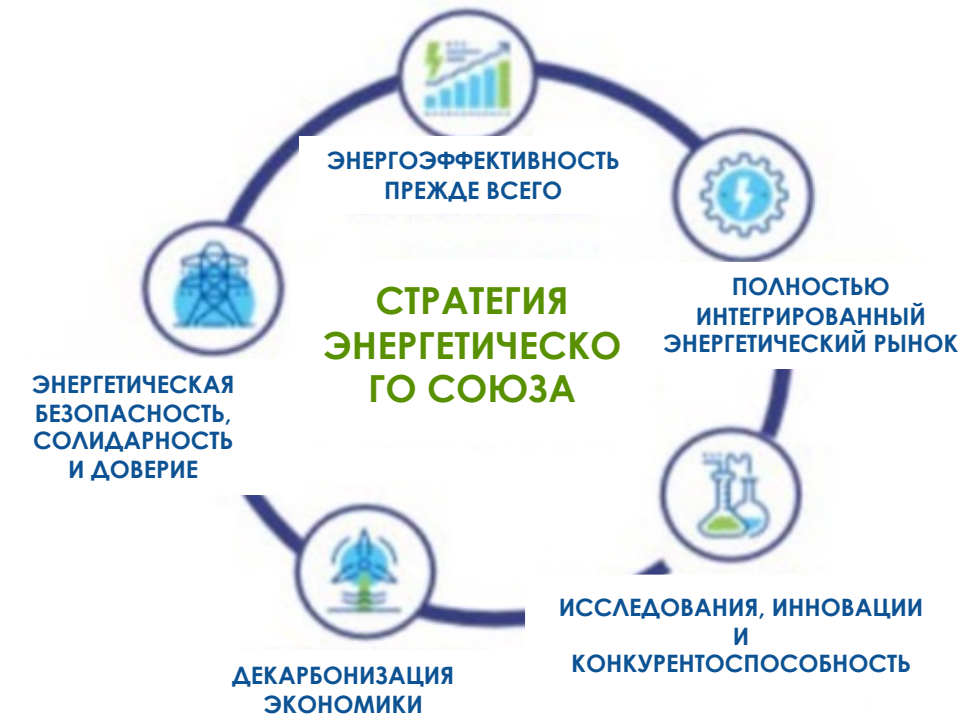 ЭНЕРГОЭФФЕКТИВНОСТЬ
ПРЕЖДЕ ВСЕГО
ПОЛНОСТЬЮ
ИНТЕГРИРОВАННЫЙ
ЭНЕРГЕТИЧЕСКИЙ РЫНОК
СТРАТЕГИЯ
ЭНЕРГЕТИЧЕСКО
ГО СОЮЗА
ЭНЕРГЕТИЧЕСКАЯ
БЕЗОПАСНОСТЬ,
СОЛИДАРНОСТЬ
И ДОВЕРИЕ
ИССЛЕДОВАНИЯ, ИННОВАЦИИ
И
КОНКУРЕНТОСПОСОБНОСТЬ
ДЕКАРБОНИЗАЦИЯ
ЭКОНОМИКИ